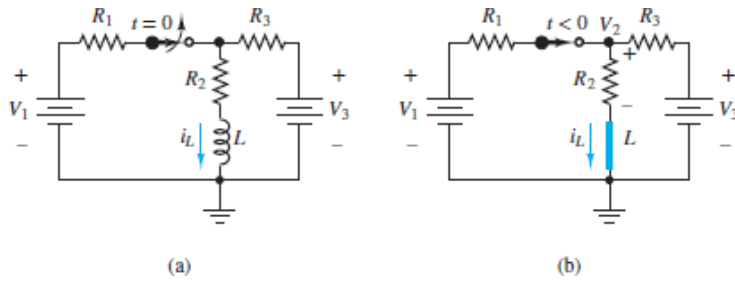 R1 t = 0 R3
+ R2 +
V1 V3
– iL L –
(a)
R1 t < 0 V2 R3
+ + +
R2
V1 – V3
– iL L –
(b)